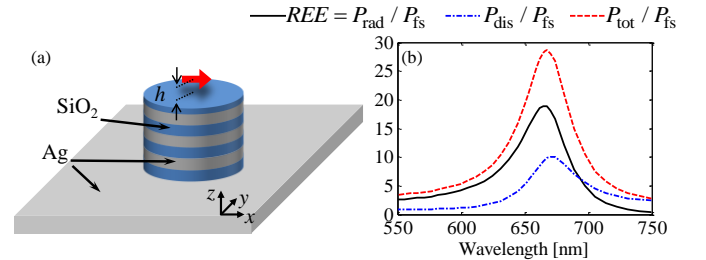 REE = P_rad / P_fs P_dis / P_fs P_tot / P_fs
(a)
h
SiO₂
Ag
z
y
x
(b)
30
25
20
15
10
5
0
550 600 650 700 750
Wavelength [nm]